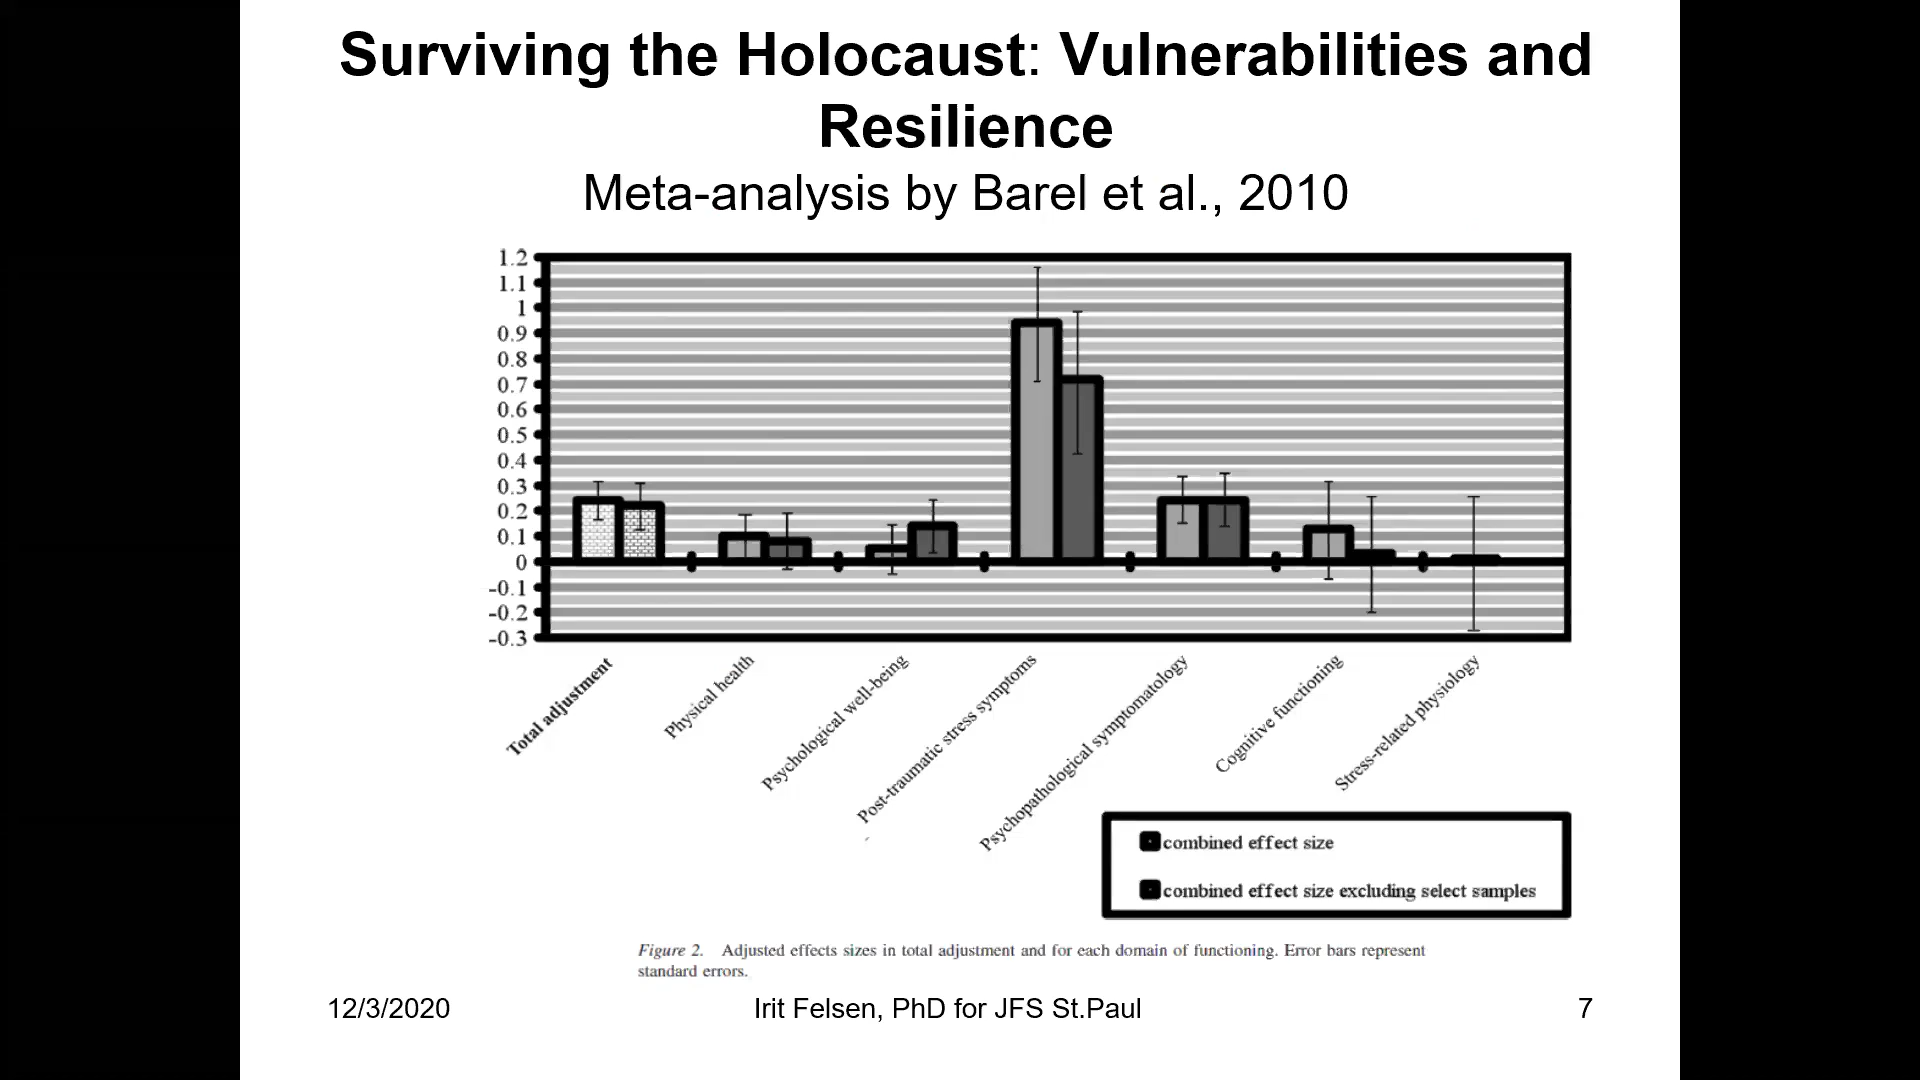 Surviving the Holocaust: Vulnerabilities and
Resilience
Meta-analysis by Barel et al., 2010
1.2
1.1
1
0.9
0.8
0.7
0.6
0.5
0.4
0.3
0.2
0.1
0
-0.1
-0.2
-0.3
Total adjustment
Physical health
Psychological well-being
Post-traumatic stress symptoms
Psychopathological symptomatology
Cognitive functioning
Stress-related physiology
combined effect size
combined effect size excluding select samples
Figure 2. Adjusted effects sizes in total adjustment and for each domain of functioning. Error bars represent
standard errors.
12/3/2020
Irit Felsen, PhD for JFS St.Paul
7